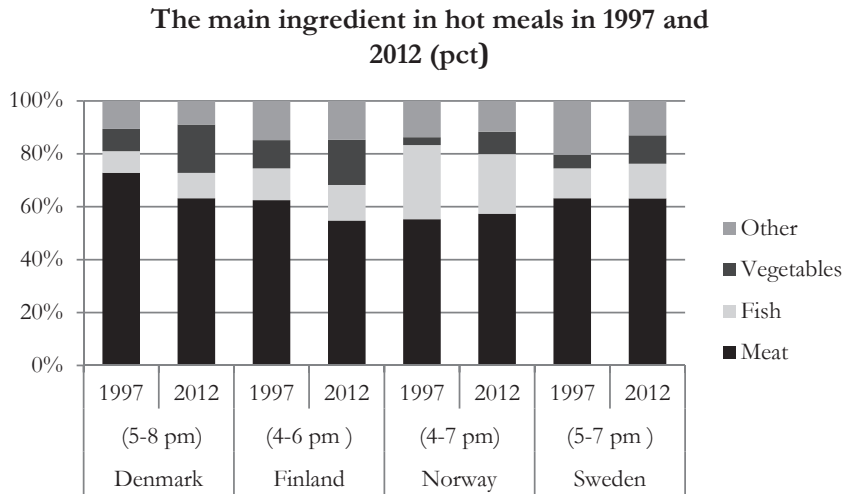 The main ingredient in hot meals in 1997 and
2012 (pct)
100%
80%
60%
40%
20%
0%
Other
Vegetables
Fish
Meat
1997 2012 1997 2012 1997 2012 1997 2012
(5-8 pm) (4-6 pm ) (4-7 pm) (5-7 pm )
Denmark Finland Norway Sweden